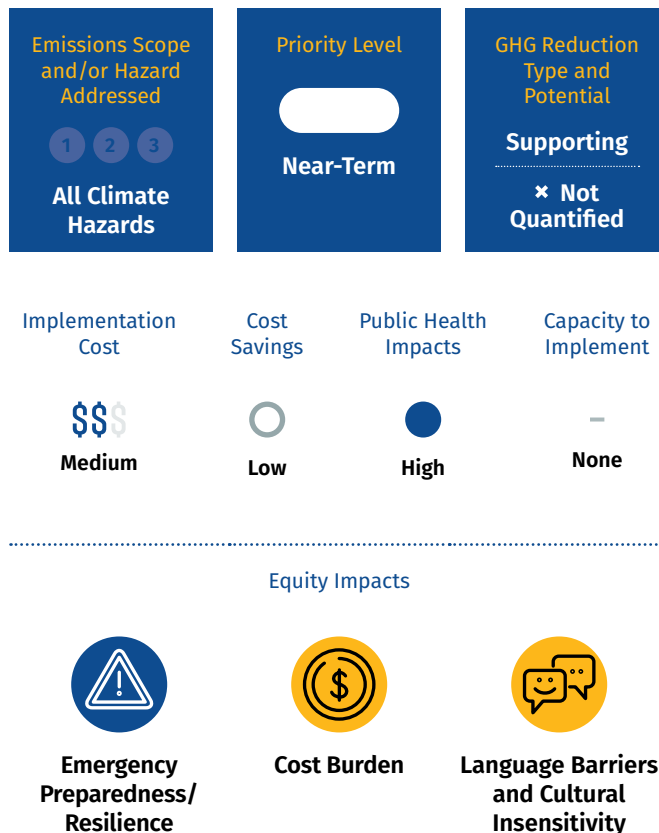 Emissions Scope
and/or Hazard
Addressed
1 2 3
All Climate
Hazards
Priority Level
Near-Term
GHG Reduction
Type and
Potential
Supporting
✖ Not
Quantified
Implementation
Cost
$$$
Medium
Cost
Savings
Low
Public Health
Impacts
High
Capacity to
Implement
–
None
Equity Impacts
Emergency
Preparedness/
Resilience
$
Cost Burden
Language Barriers
and Cultural
Insensitivity